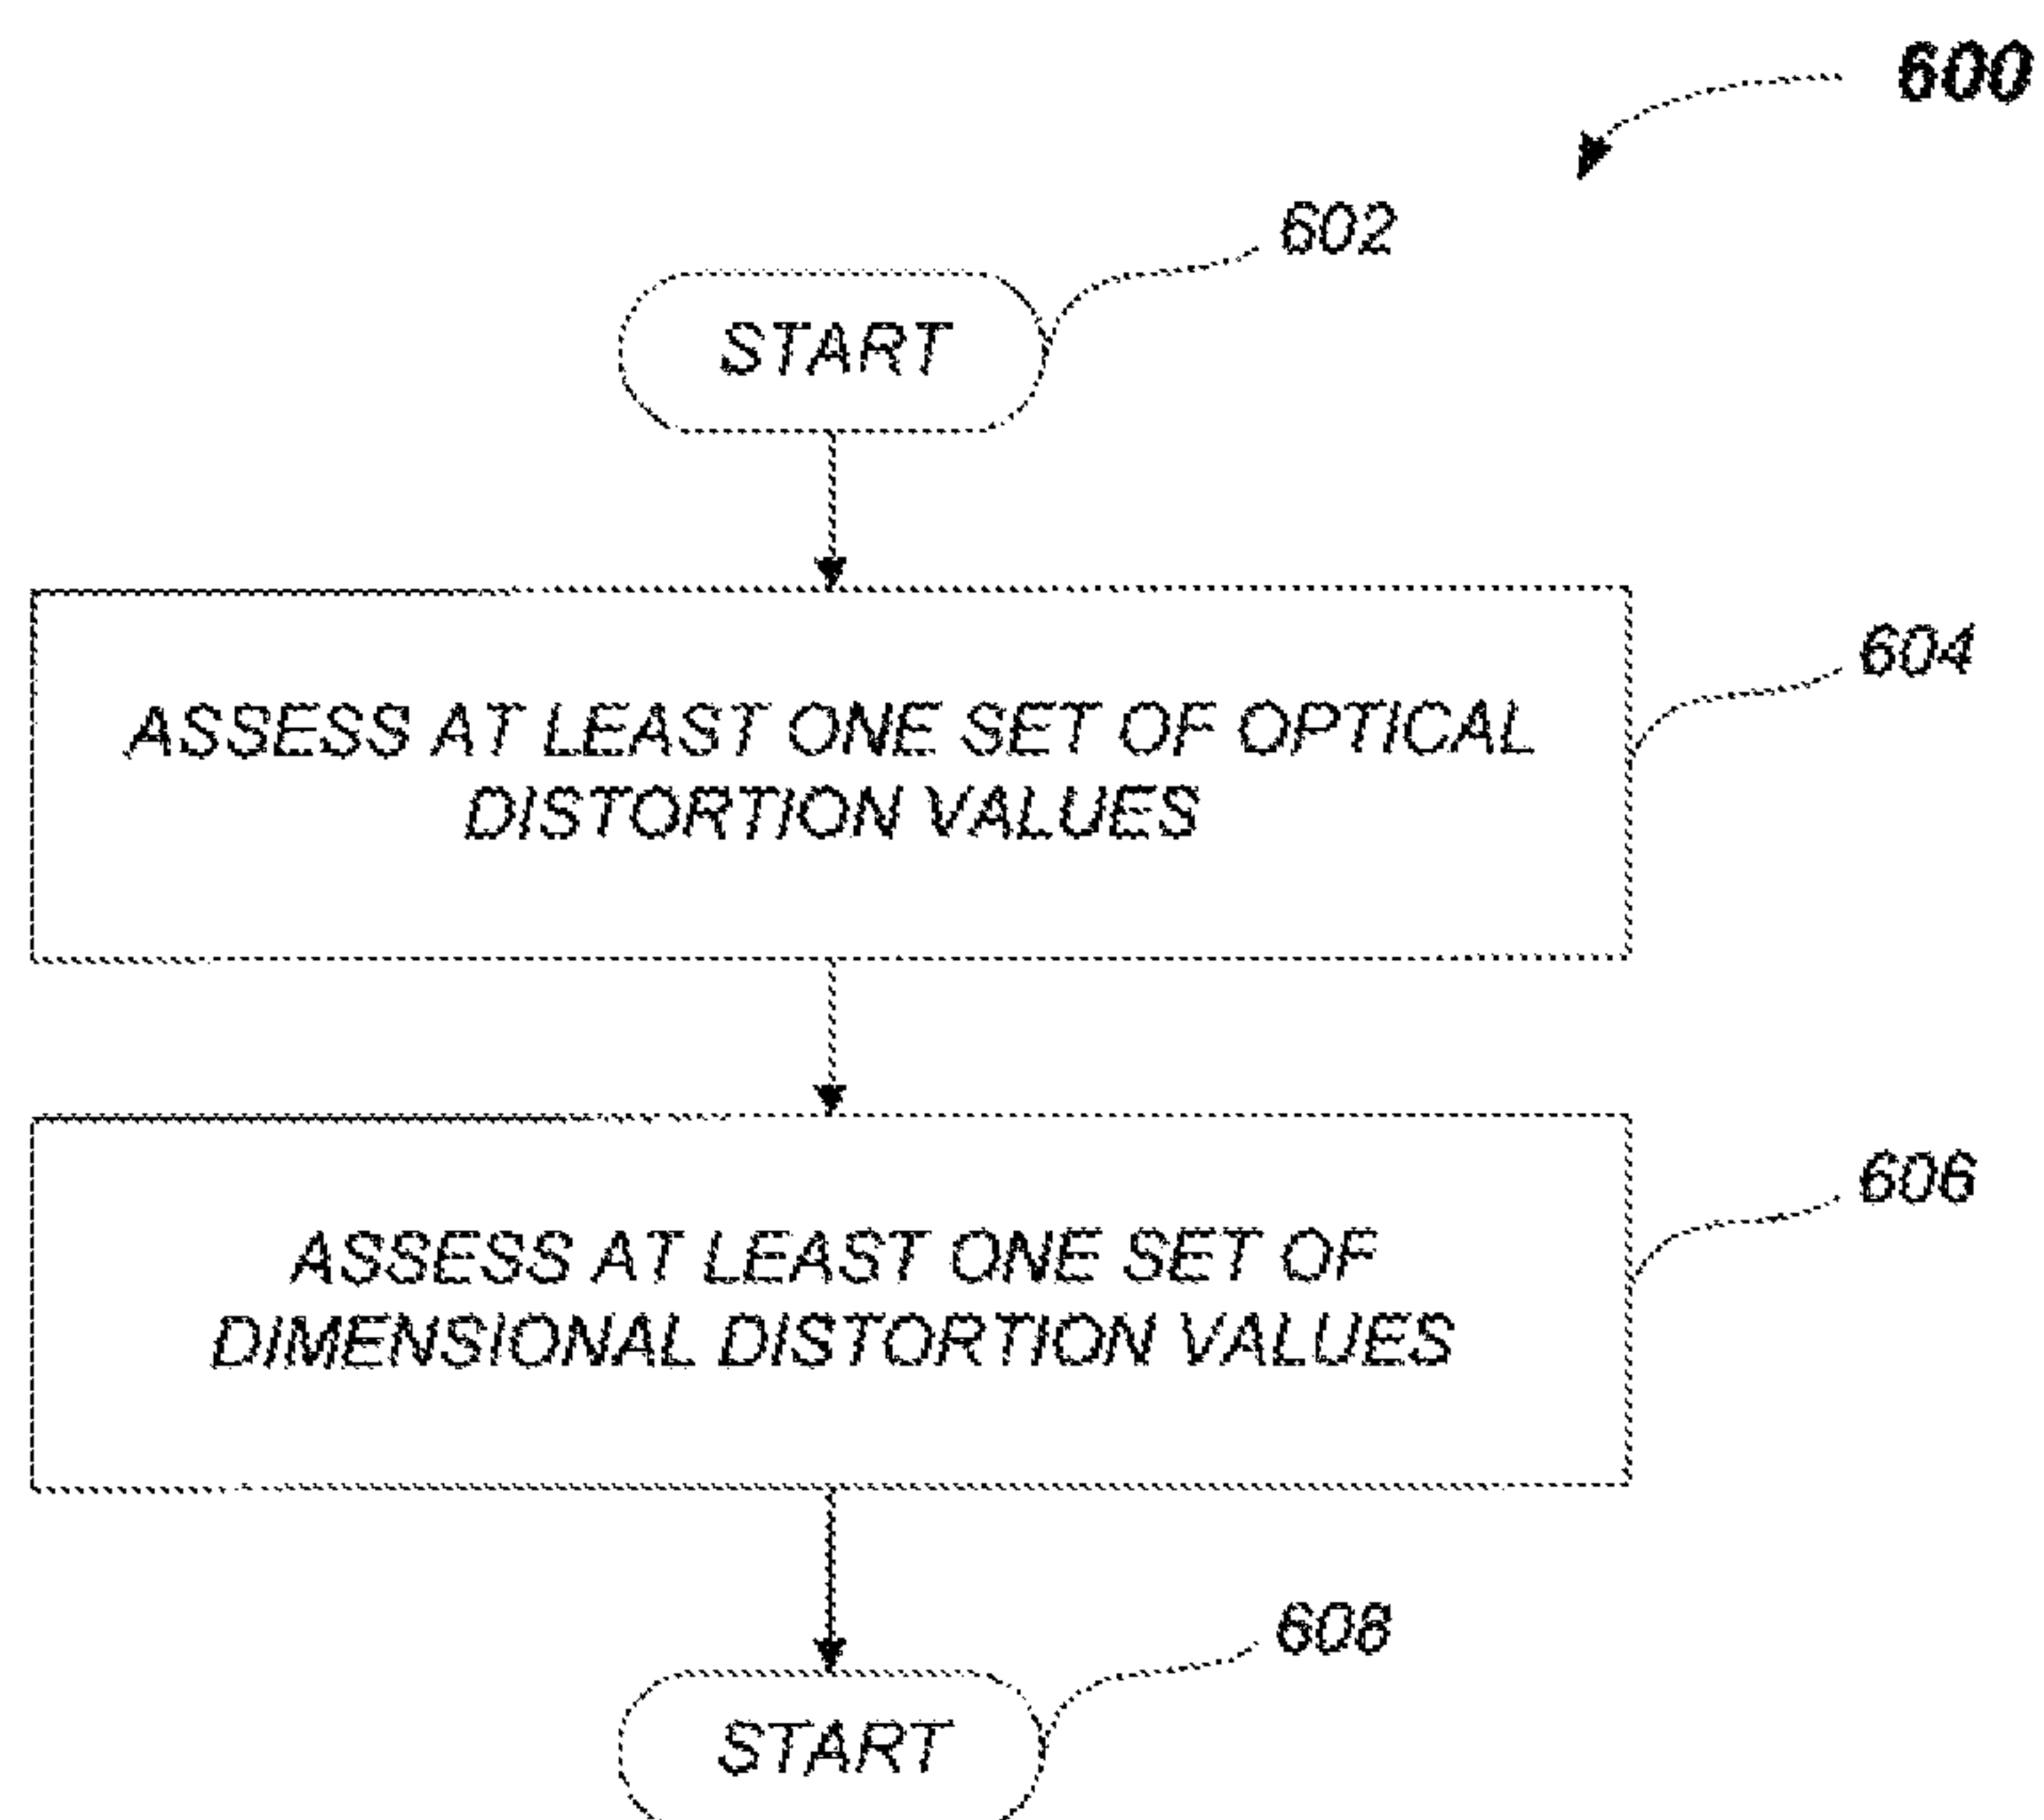 600
602
START
604
ASSESS AT LEAST ONE SET OF OPTICAL
DISTORTION VALUES
606
ASSESS AT LEAST ONE SET OF
DIMENSIONAL DISTORTION VALUES
608
START